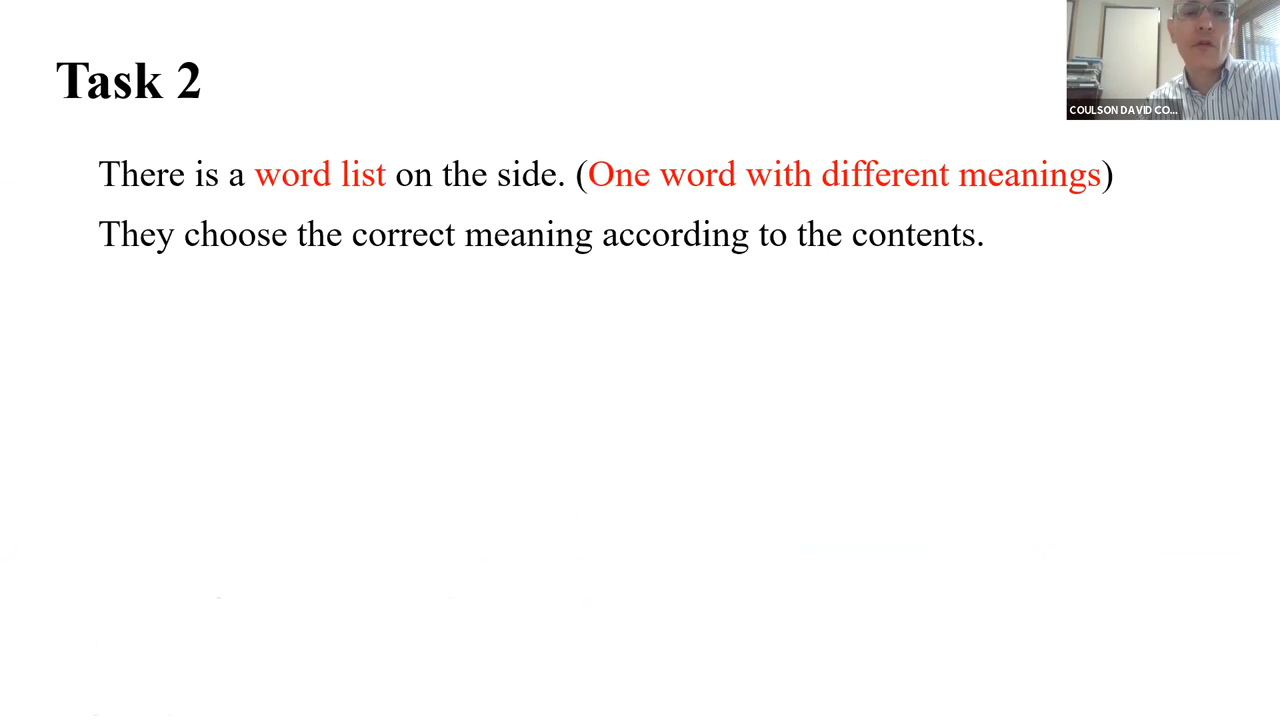 Task 2
COULSON DAVID CO...
There is a word list on the side. (One word with different meanings)
They choose the correct meaning according to the contents.